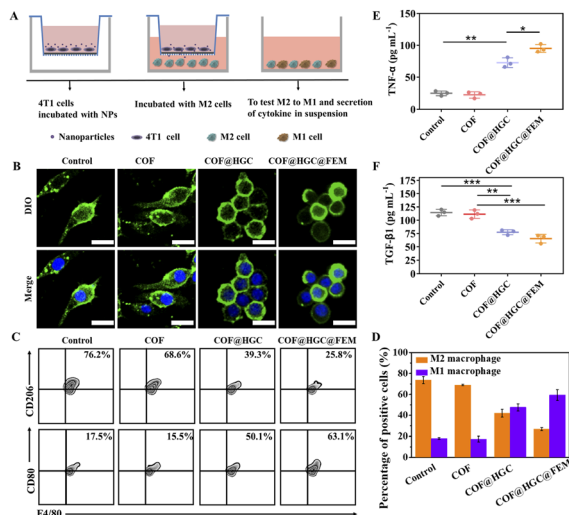 A
4T1 cells
incubated with NPs
Incubated with M2 cells
To test M2 to M1 and secretion
of cytokine in suspension
Nanoparticles
4T1 cell
M2 cell
M1 cell
B
Control
COF
COF@HGC
COF@HGC@FEM
DIO
Merge
C
Control
COF
COF@HGC
COF@HGC@FEM
76.2%
68.6%
39.3%
25.8%
CD206
17.5%
15.5%
50.1%
63.1%
CD80
F4/80
E
TNF-α (pg mL⁻¹)
150
125
100
75
50
25
0
**
*
Control
COF
COF@HGC
COF@HGC@FEM
F
TGF-β1 (pg mL⁻¹)
175
150
125
100
75
50
25
0
***
**
***
Control
COF
COF@HGC
COF@HGC@FEM
D
Percentage of positive cells (%)
100
80
60
40
20
0
M2 macrophage
M1 macrophage
Control
COF
COF@HGC
COF@HGC@FEM